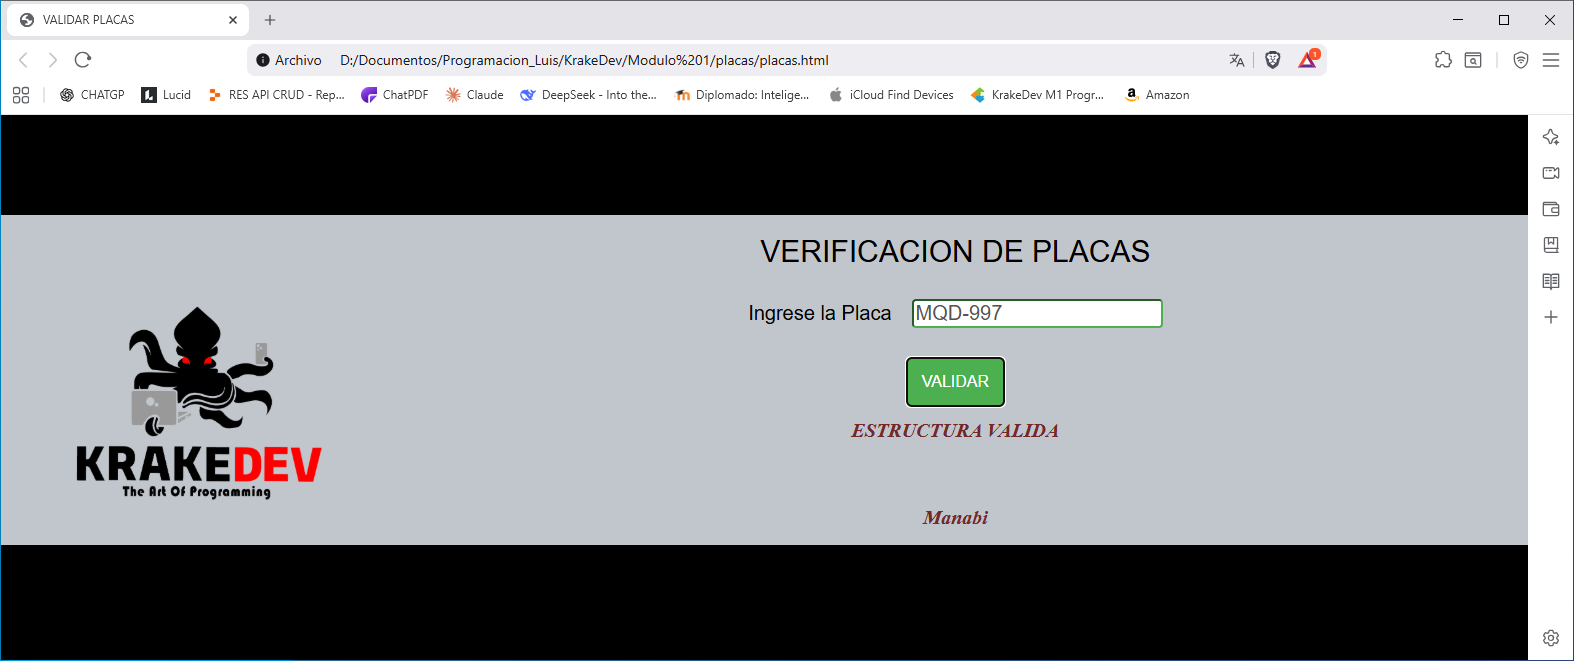 VALIDAR PLACAS
Archivo D:/Documentos/Programacion_Luis/KrakeDev/Modulo%201/placas/placas.html
1
CHATGP Lucid RES API CRUD - Rep... ChatPDF Claude DeepSeek - Into the... Diplomado: Intelige... iCloud Find Devices KrakeDev M1 Progr... Amazon
VERIFICACION DE PLACAS
Ingrese la Placa MQD-997
VALIDAR
ESTRUCTURA VALIDA
Manabi
KRAKEDEV
The Art Of Programming